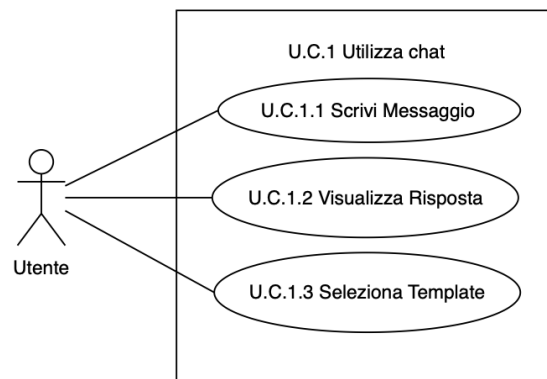 U.C.1 Utilizza chat
U.C.1.1 Scrivi Messaggio
U.C.1.2 Visualizza Risposta
Utente
U.C.1.3 Seleziona Template